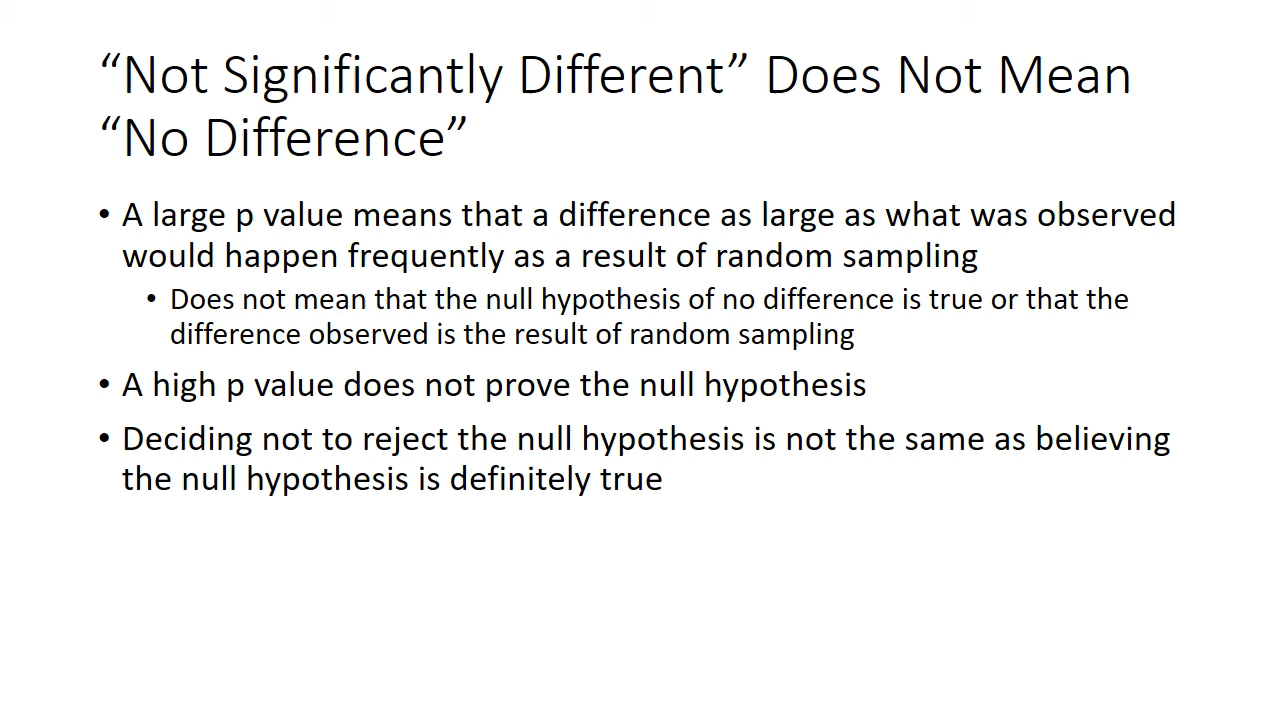 “Not Significantly Different” Does Not Mean
“No Difference”
• A large p value means that a difference as large as what was observed
would happen frequently as a result of random sampling
• Does not mean that the null hypothesis of no difference is true or that the
difference observed is the result of random sampling
• A high p value does not prove the null hypothesis
• Deciding not to reject the null hypothesis is not the same as believing
the null hypothesis is definitely true